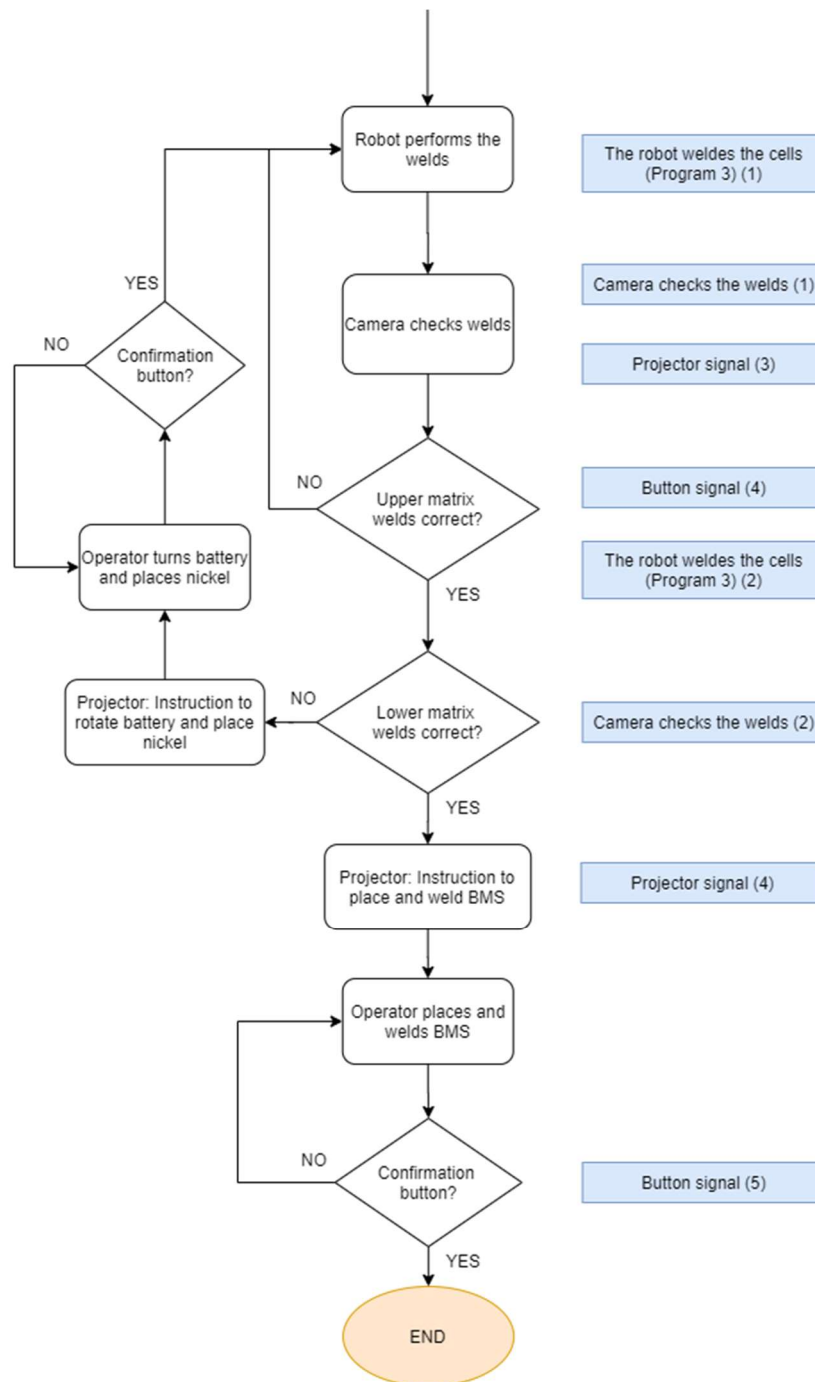 Robot performs the
welds
The robot weldes the cells
(Program 3) (1)
YES
Camera checks the welds (1)
Camera checks welds
NO
Confirmation
button?
Projector signal (3)
NO
Upper matrix
welds correct?
Button signal (4)
Operator turns battery
and places nickel
The robot weldes the cells
(Program 3) (2)
YES
Projector: Instruction to
rotate battery and place
nickel
NO
Lower matrix
welds correct?
Camera checks the welds (2)
YES
Projector: Instruction to
place and weld BMS
Projector signal (4)
Operator places and
welds BMS
NO
Confirmation
button?
Button signal (5)
YES
END